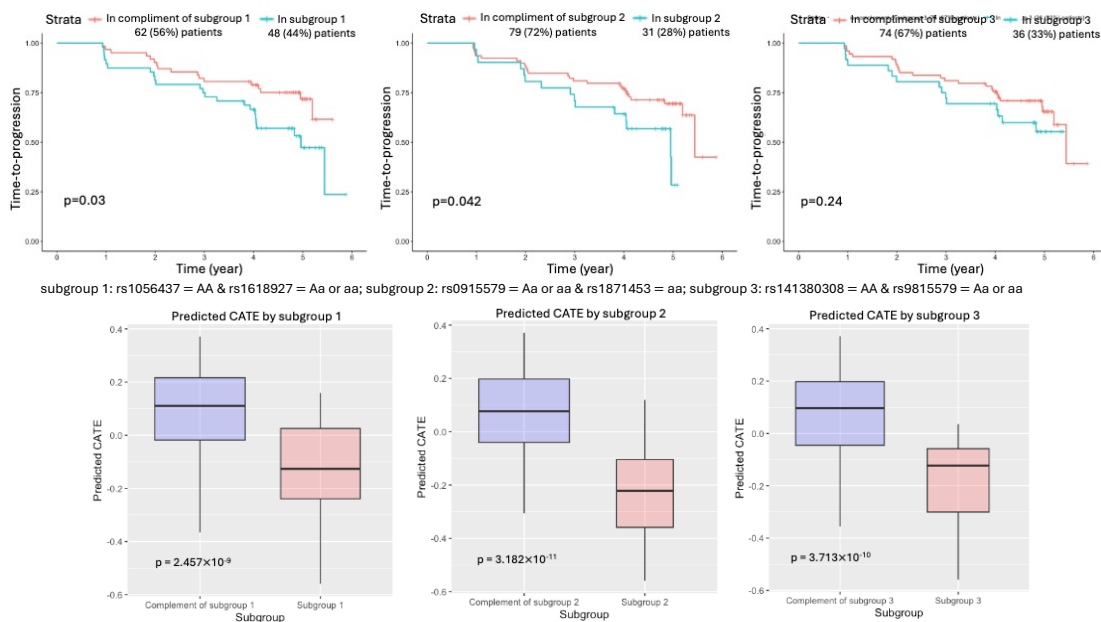 Strata In compliment of subgroup 1 In subgroup 1
62 (56%) patients 48 (44%) patients
1.00
0.75
0.50
0.25
0.00
Time-to-progression
p=0.03
0 1 2 3 4 5 6
Time (year)
Strata In compliment of subgroup 2 In subgroup 2
79 (72%) patients 31 (28%) patients
1.00
0.75
0.50
0.25
0.00
Time-to-progression
p=0.042
0 1 2 3 4 5 6
Time (year)
Strata In compliment of subgroup 3 In subgroup 3
74 (67%) patients 36 (33%) patients
1.00
0.75
0.50
0.25
0.00
Time-to-progression
p=0.24
0 1 2 3 4 5 6
Time (year)
subgroup 1: rs1056437 = AA & rs1618927 = Aa or aa; subgroup 2: rs0915579 = Aa or aa & rs1871453 = aa; subgroup 3: rs141380308 = AA & rs9815579 = Aa or aa
Predicted CATE by subgroup 1
0.4
0.2
0.0
-0.2
-0.4
-0.6
Predicted CATE
p = 2.457×10-9
Complement of subgroup 1 Subgroup 1
Subgroup
Predicted CATE by subgroup 2
0.4
0.2
0.0
-0.2
-0.4
-0.6
Predicted CATE
p = 3.182×10-11
Complement of subgroup 2 Subgroup 2
Subgroup
Predicted CATE by subgroup 3
0.4
0.2
0.0
-0.2
-0.4
-0.6
Predicted CATE
p = 3.713×10-10
Complement of subgroup 3 Subgroup 3
Subgroup